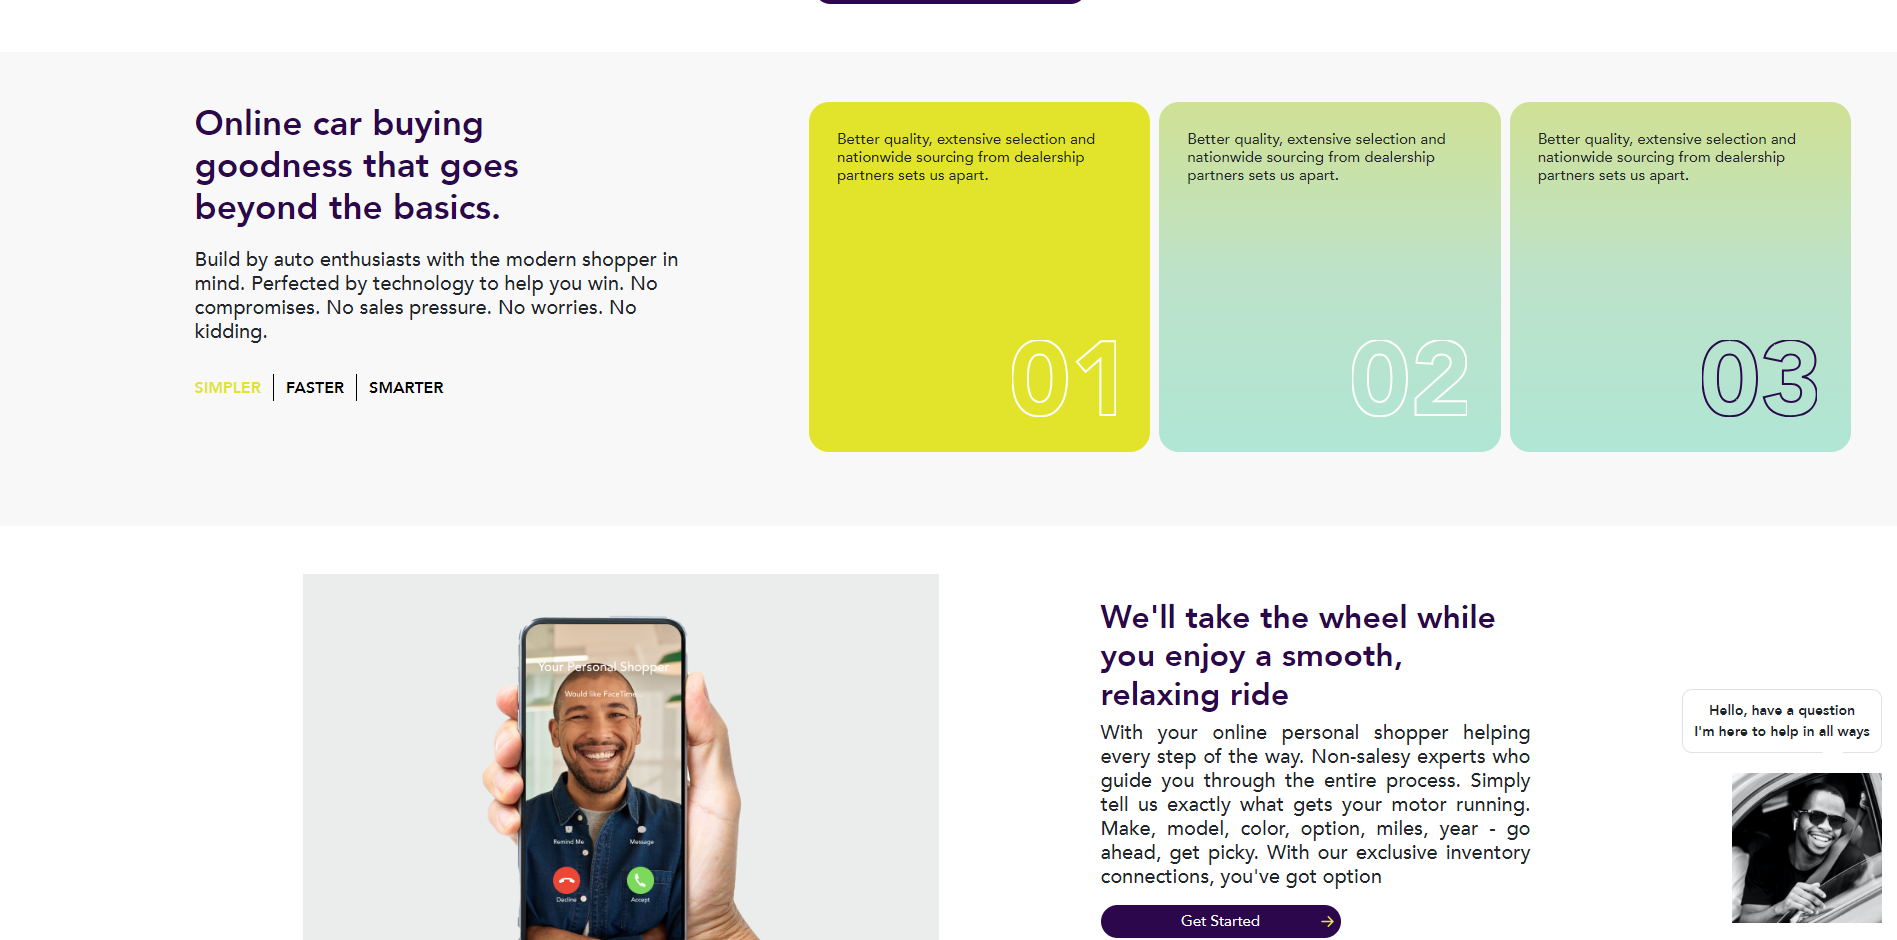 Online car buying
goodness that goes
beyond the basics.
Build by auto enthusiasts with the modern shopper in
mind. Perfected by technology to help you win. No
compromises. No sales pressure. No worries. No
kidding.
SIMPLER
FASTER
SMARTER
Better quality, extensive selection and
nationwide sourcing from dealership
partners sets us apart.
01
Better quality, extensive selection and
nationwide sourcing from dealership
partners sets us apart.
02
Better quality, extensive selection and
nationwide sourcing from dealership
partners sets us apart.
03
Your Personal Shopper
Would like FaceTime...
Remind Me
Message
Decline
Accept
We'll take the wheel while
you enjoy a smooth,
relaxing ride
With your online personal shopper helping
every step of the way. Non-salesy experts who
guide you through the entire process. Simply
tell us exactly what gets your motor running.
Make, model, color, option, miles, year - go
ahead, get picky. With our exclusive inventory
connections, you've got option
Get Started
Hello, have a question
I'm here to help in all ways